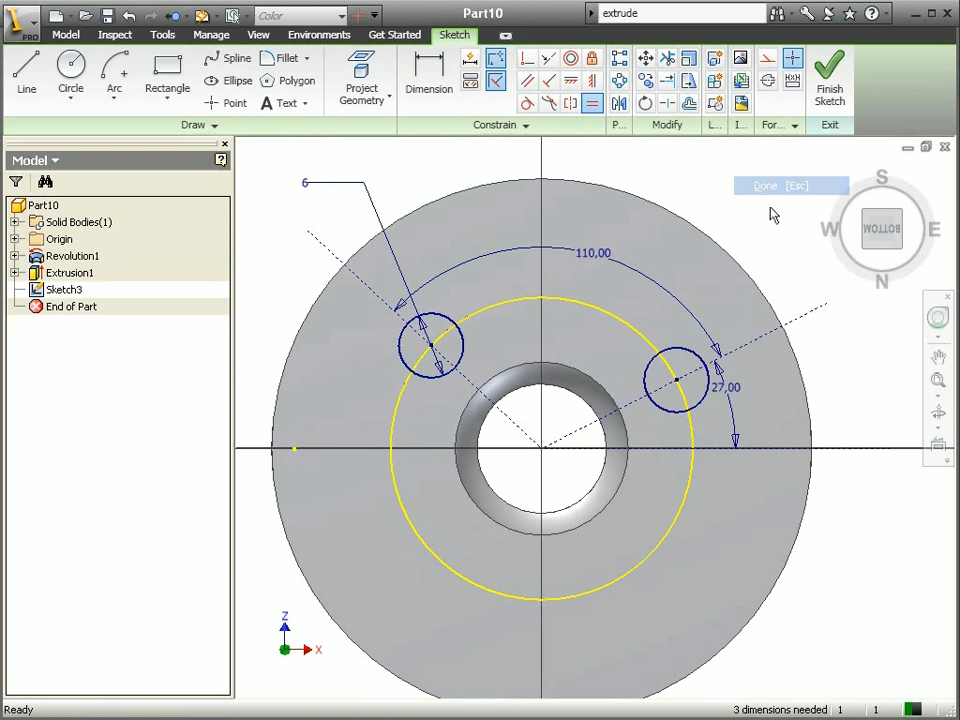 PRO
Color
Part10
extrude
Model Inspect Tools Manage View Environments Get Started Sketch
Line
Circle
Arc
Rectangle
Spline
Fillet
Ellipse
Polygon
Point
A Text
Project
Geometry
Dimension
Finish
Sketch
Draw
Constrain
P...
Modify
L...
I...
For...
Exit
Model
Part10
Solid Bodies(1)
Origin
Revolution1
Extrusion1
Sketch3
End of Part
6
110,00
27,00
Done [Esc]
S
W
BOTTOM
E
N
Z
X
Ready
3 dimensions needed 1 1